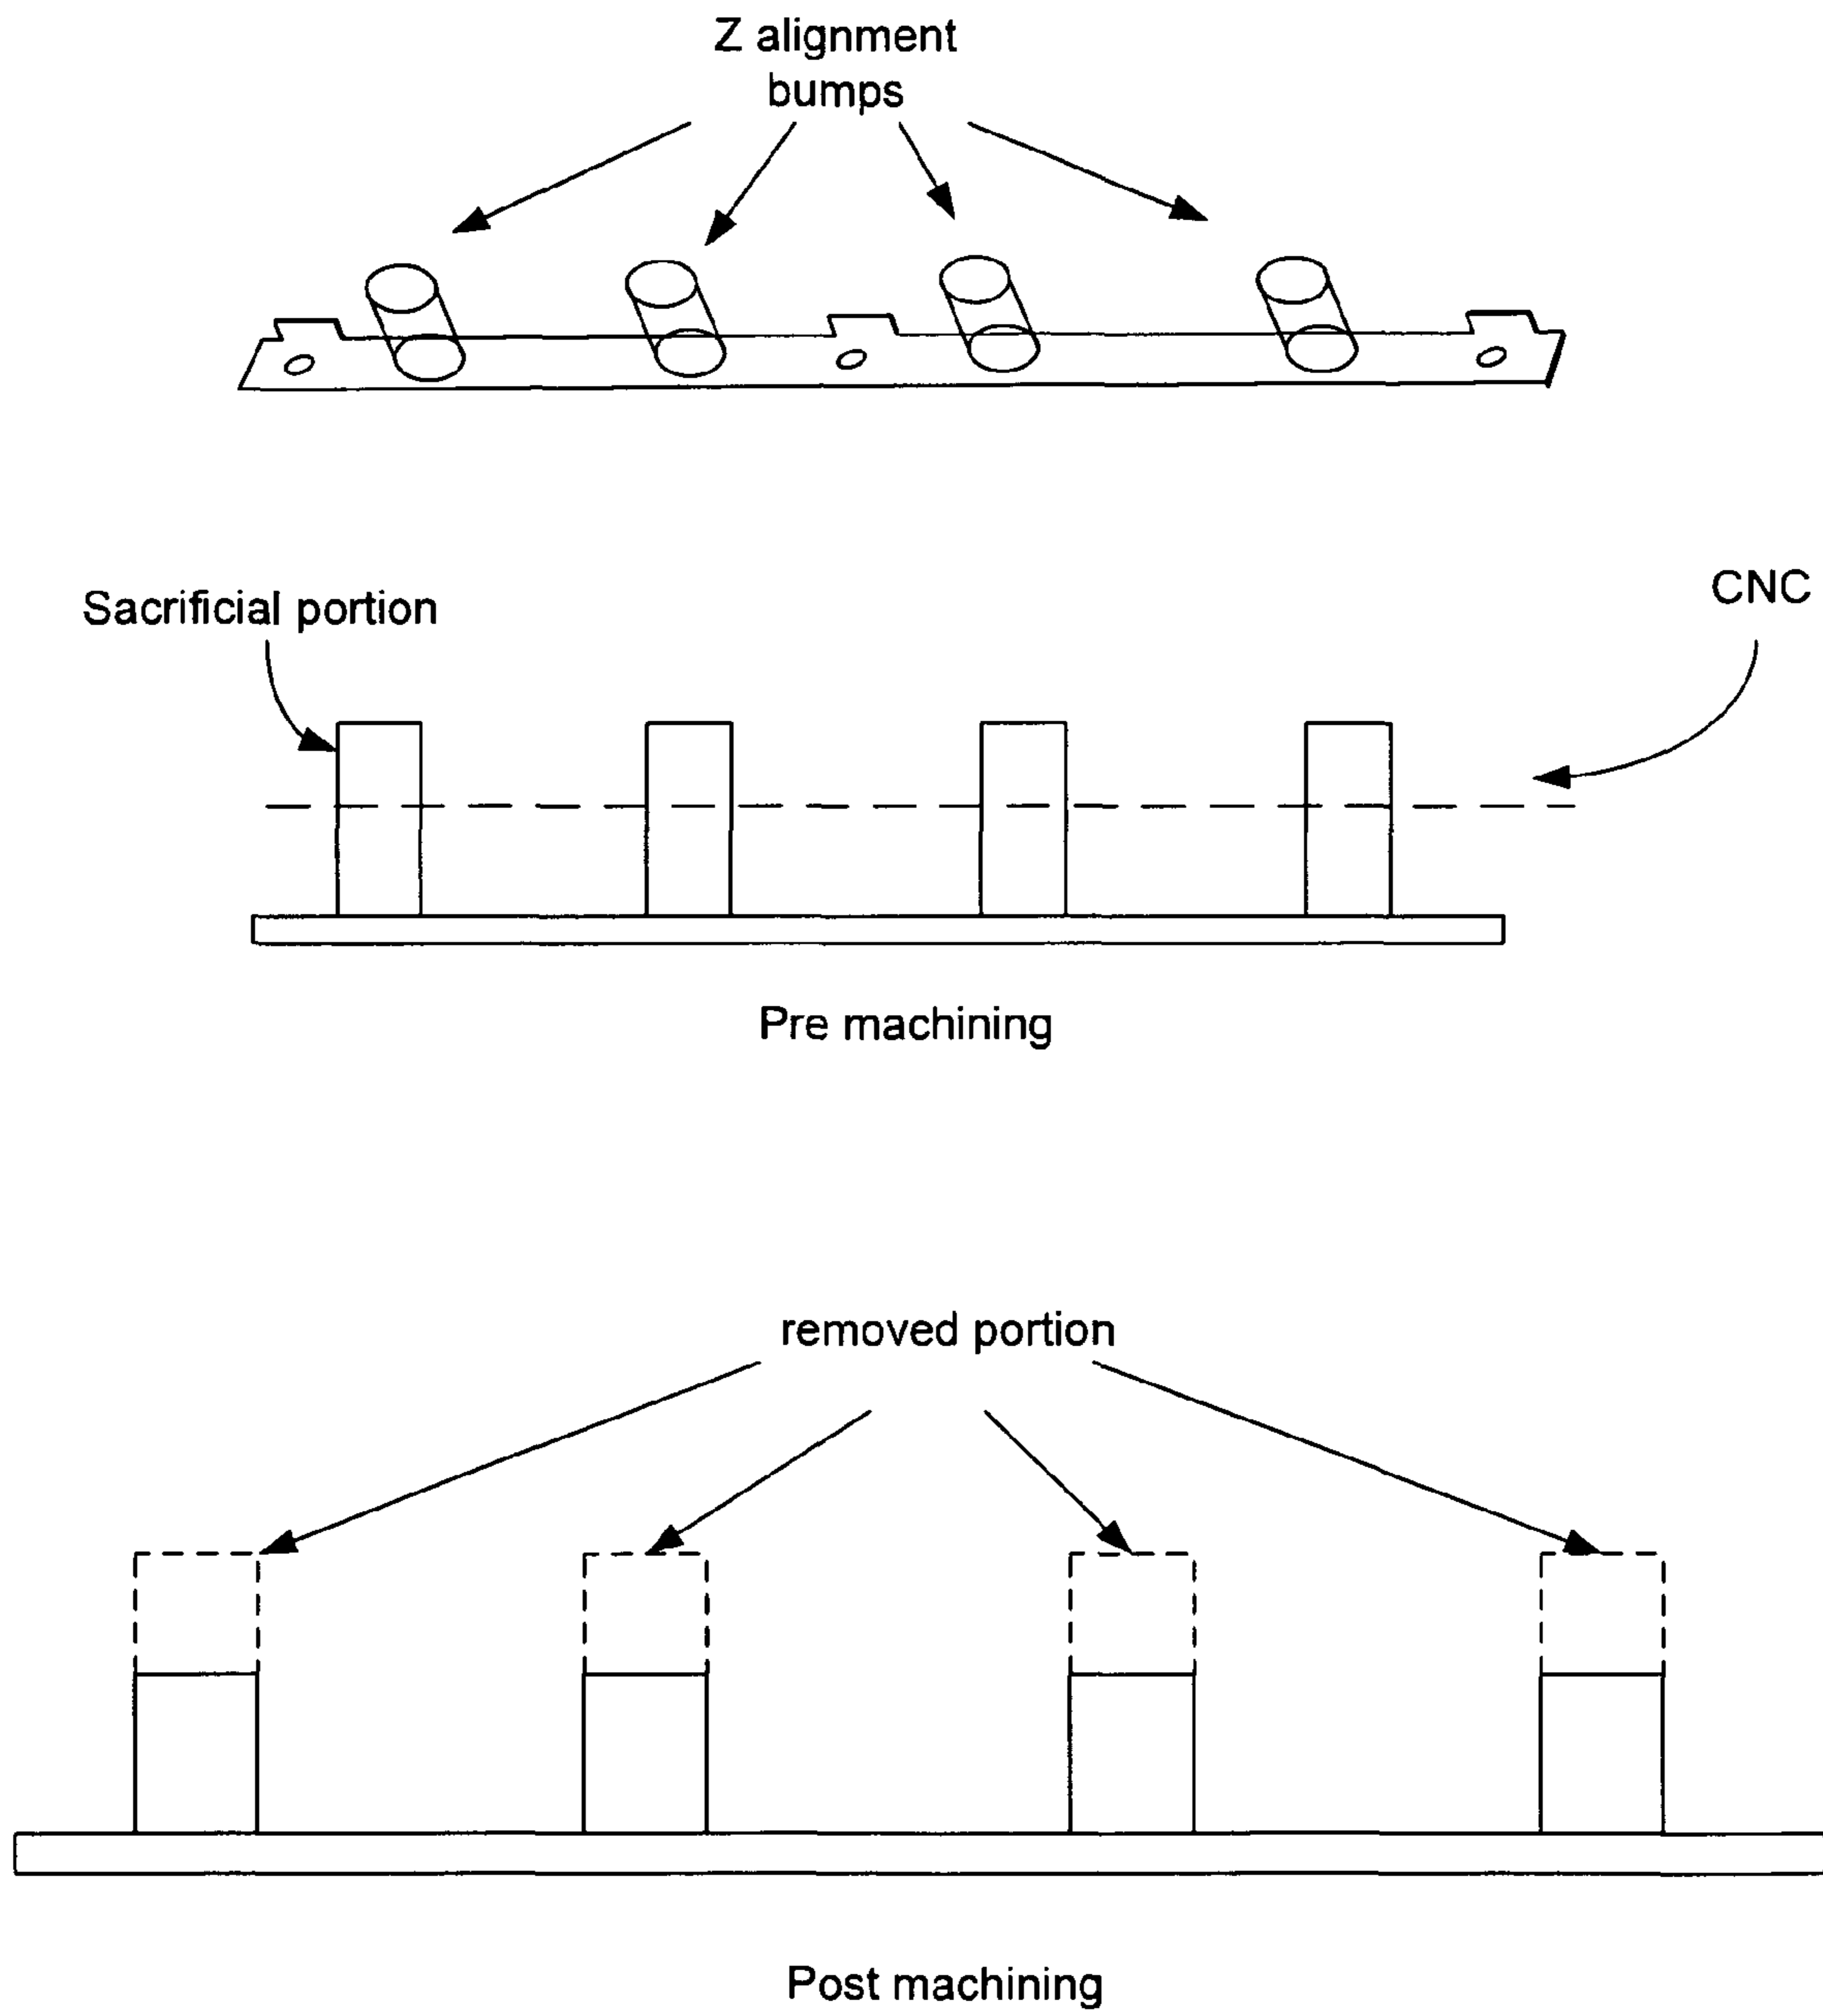 Z alignment
bumps
Sacrificial portion
CNC
Pre machining
removed portion
Post machining